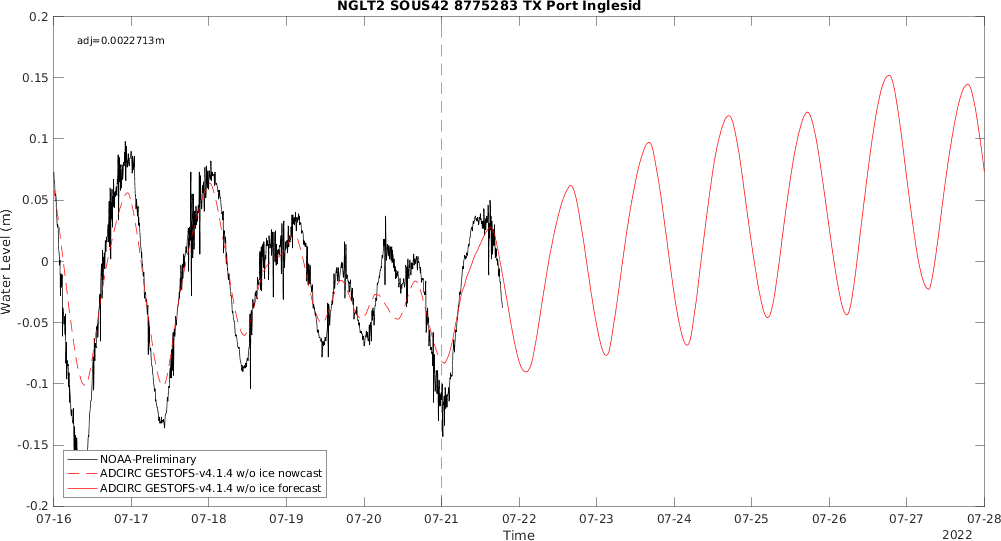 NGLT2 SOUS42 8775283 TX Port Inglesid
adj=0.0022713m
0.2
0.15
0.1
0.05
0
-0.05
-0.1
-0.15
-0.2
Water Level (m)
NOAA-Preliminary
ADCIRC GESTOFS-v4.1.4 w/o ice nowcast
ADCIRC GESTOFS-v4.1.4 w/o ice forecast
07-16 07-17 07-18 07-19 07-20 07-21 07-22 07-23 07-24 07-25 07-26 07-27 07-28
Time
2022